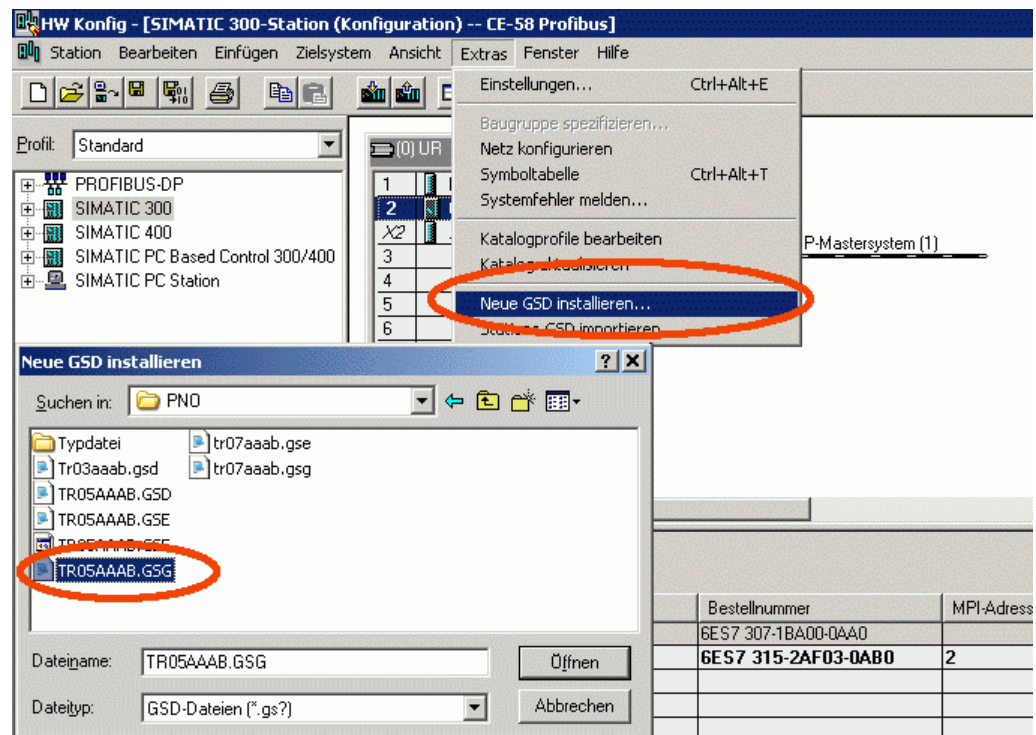 HW Konfig - [SIMATIC 300-Station (Konfiguration) -- CE-58 Profibus]
Station Bearbeiten Einfügen Zielsystem Ansicht Extras Fenster Hilfe
Einstellungen... Ctrl+Alt+E
Baugruppe spezifizieren...
Netz konfigurieren
Symboltabelle Ctrl+Alt+T
Systemfehler melden...
Katalogprofile bearbeiten
Katalog aktualisieren
Neue GSD installieren...
Stations-GSD importieren
Profil: Standard
PROFIBUS-DP
SIMATIC 300
SIMATIC 400
SIMATIC PC Based Control 300/400
SIMATIC PC Station
(0) UR
1
2
X2
3
4
5
6
P-Mastersystem (1)
Neue GSD installieren
Suchen in: PNO
Typdatei tr07aaab.gse
Tr03aaab.gsd tr07aaab.gsg
TR05AAAB.GSD
TR05AAAB.GSE
TR05AAAB.GSG
Dateiname: TR05AAAB.GSG Öffnen
Dateityp: GSD-Dateien (*.gs?) Abbrechen
Bestellnummer MPI-Adress
6ES7 307-1BA00-0AA0
6ES7 315-2AF03-0AB0 2